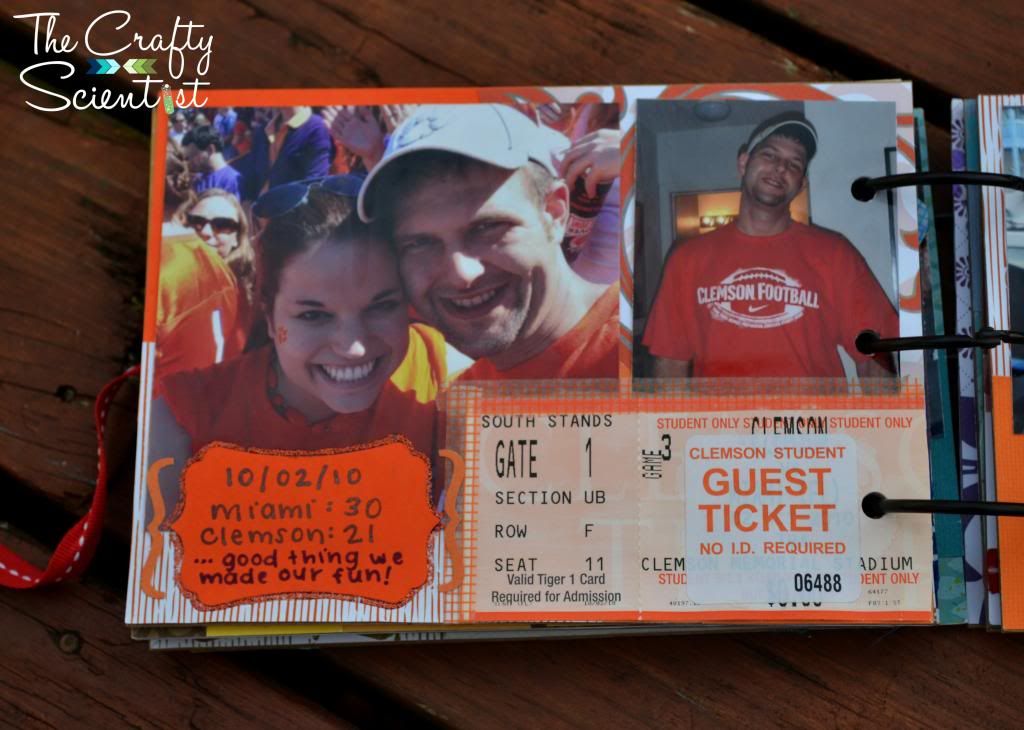 The Crafty
Scientist
CLEMSON FOOTBALL
10/02/10
miami: 30
Clemson: 21
... good thing we
made our fun!
SOUTH STANDS
GATE 1
SECTION UB
ROW F
SEAT 11
Valid Tiger 1 Card
Required for Admission
STUDENT ONLY STUDENT ONLY
CLEMSON
GAME 3
CLEMSON STUDENT
GUEST
TICKET
NO I.D. REQUIRED
06488
CLEMSON MEMORIAL STADIUM
STUDENT ONLY